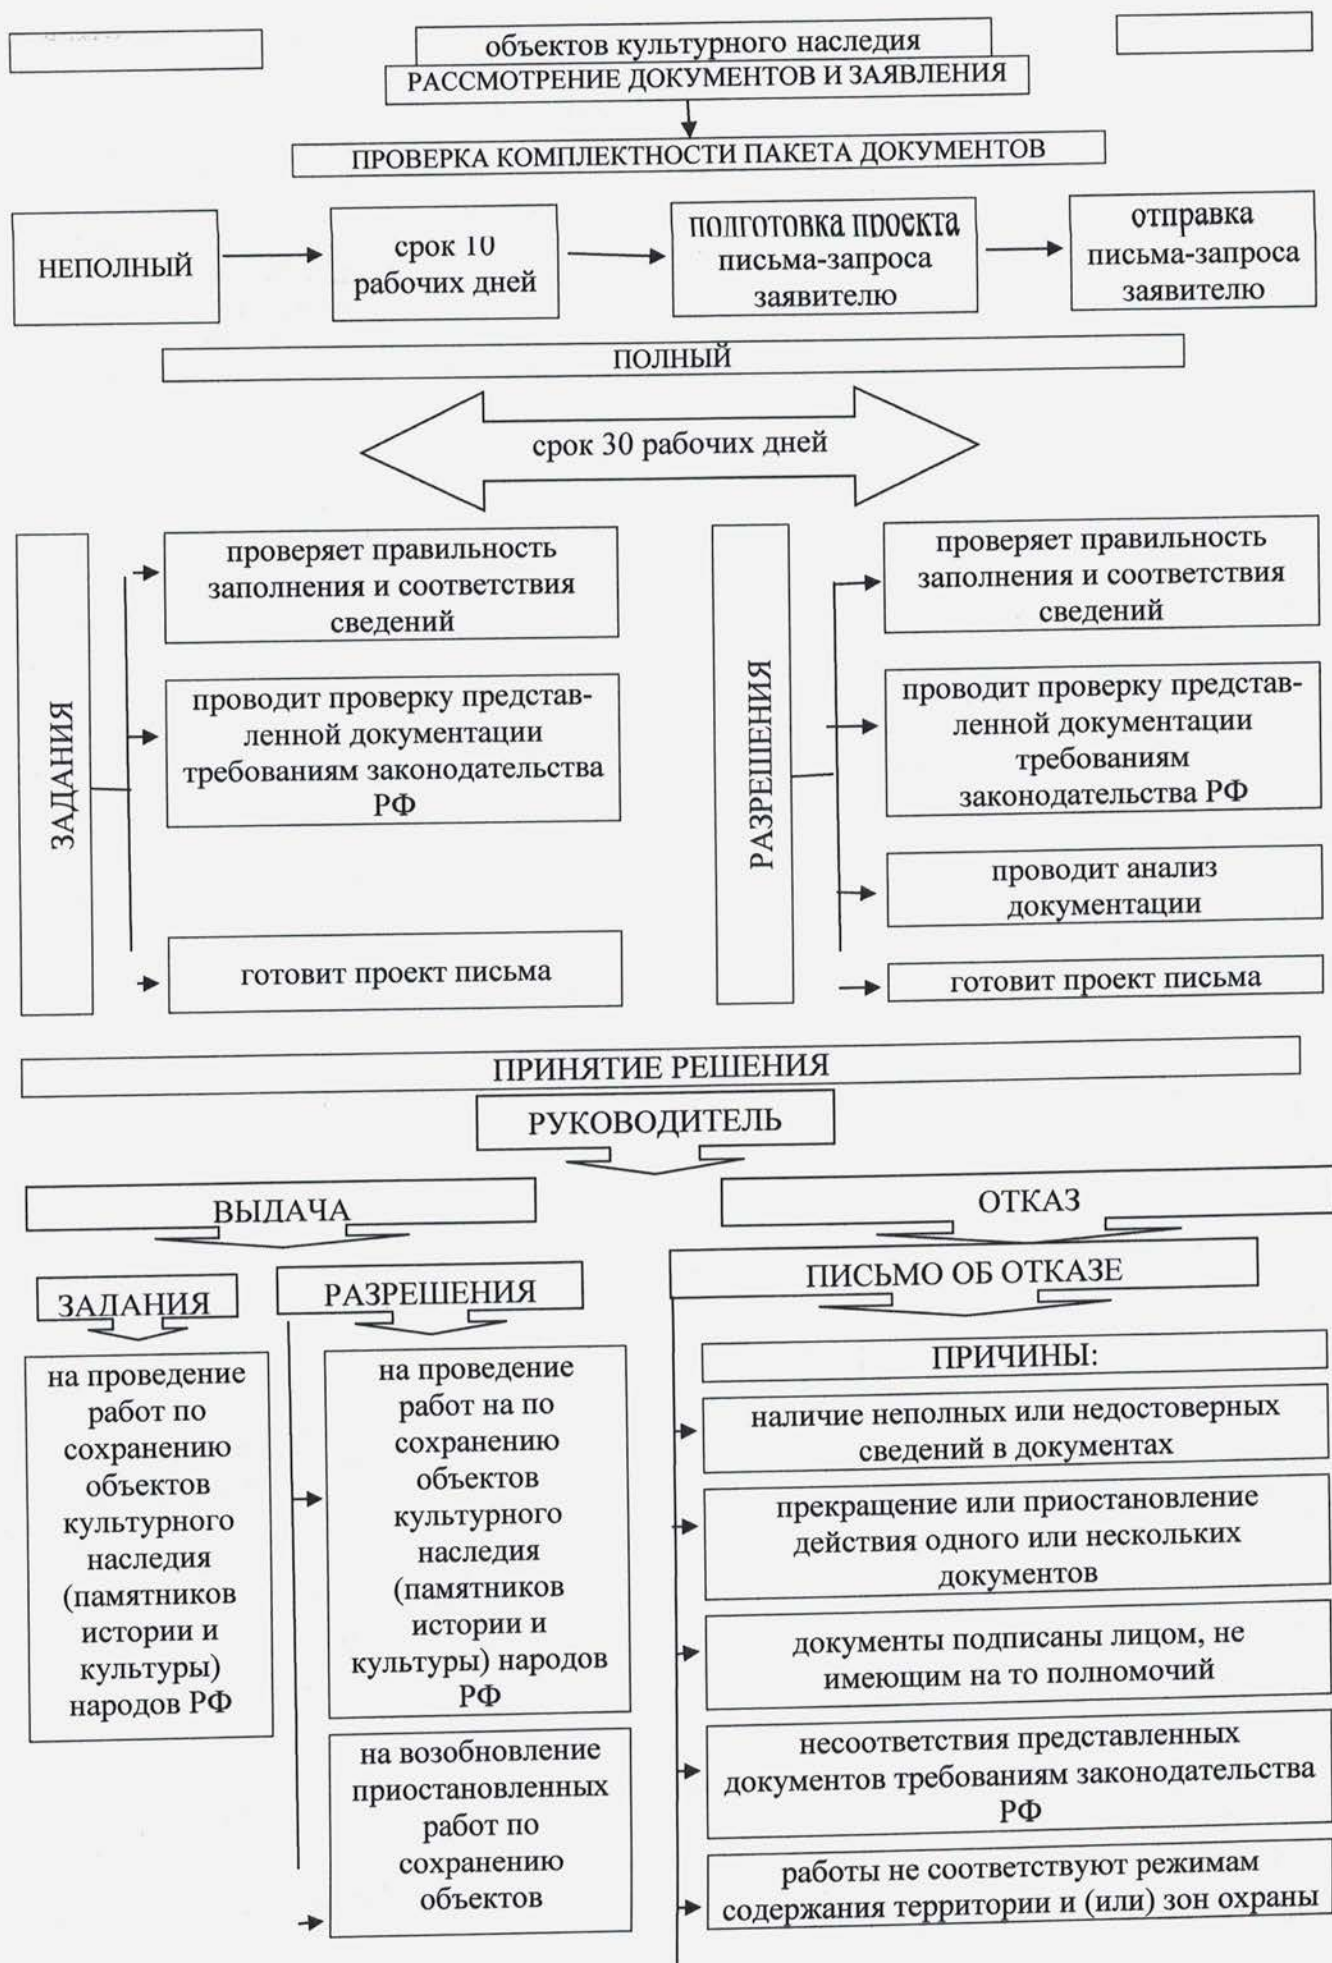 объектов культурного наследия
РАССМОТРЕНИЕ ДОКУМЕНТОВ И ЗАЯВЛЕНИЯ
ПРОВЕРКА КОМПЛЕКТНОСТИ ПАКЕТА ДОКУМЕНТОВ
НЕПОЛНЫЙ
срок 10
рабочих дней
подготовка проекта
письма-запроса
заявителю
отправка
письма-запроса
заявителю
ПОЛНЫЙ
срок 30 рабочих дней
ЗАДАНИЯ
проверяет правильность
заполнения и соответствия
сведений
проводит проверку представ-
ленной документации
требованиям законодательства
РФ
готовит проект письма
РАЗРЕШЕНИЯ
проверяет правильность
заполнения и соответствия
сведений
проводит проверку представ-
ленной документации
требованиям
законодательства РФ
проводит анализ
документации
готовит проект письма
ПРИНЯТИЕ РЕШЕНИЯ
РУКОВОДИТЕЛЬ
ВЫДАЧА
ЗАДАНИЯ
на проведение
работ по
сохранению
объектов
культурного
наследия
(памятников
истории и
культуры)
народов РФ
РАЗРЕШЕНИЯ
на проведение
работ на по
сохранению
объектов
культурного
наследия
(памятников
истории и
культуры) народов
РФ
на возобновление
приостановленных
работ по
сохранению
объектов
ОТКАЗ
ПИСЬМО ОБ ОТКАЗЕ
ПРИЧИНЫ:
наличие неполных или недостоверных
сведений в документах
прекращение или приостановление
действия одного или нескольких
документов
документы подписаны лицом, не
имеющим на то полномочий
несоответствия представленных
документов требованиям законодательства
РФ
работы не соответствуют режимам
содержания территории и (или) зон охраны